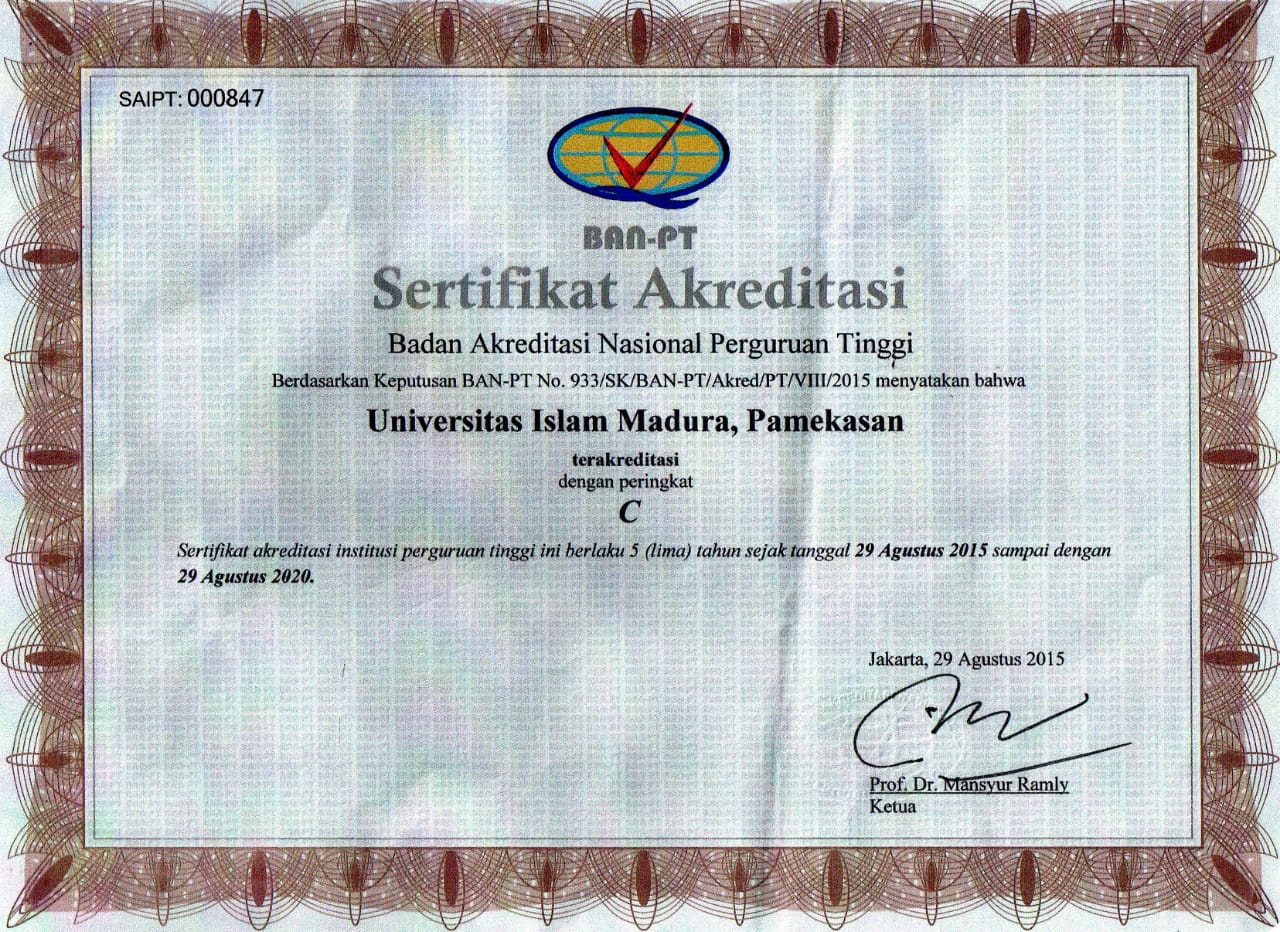 SAIPT: 000847
BAN-PT
Sertifikat Akreditasi
Badan Akreditasi Nasional Perguruan Tinggi
Berdasarkan Keputusan BAN-PT No. 933/SK/BAN-PT/Akred/PT/VIII/2015 menyatakan bahwa
Universitas Islam Madura, Pamekasan
terakreditasi
dengan peringkat
C
Sertifikat akreditasi institusi perguruan tinggi ini berlaku 5 (lima) tahun sejak tanggal 29 Agustus 2015 sampai dengan
29 Agustus 2020.
Jakarta, 29 Agustus 2015
Prof. Dr. Mansyur Ramly
Ketua